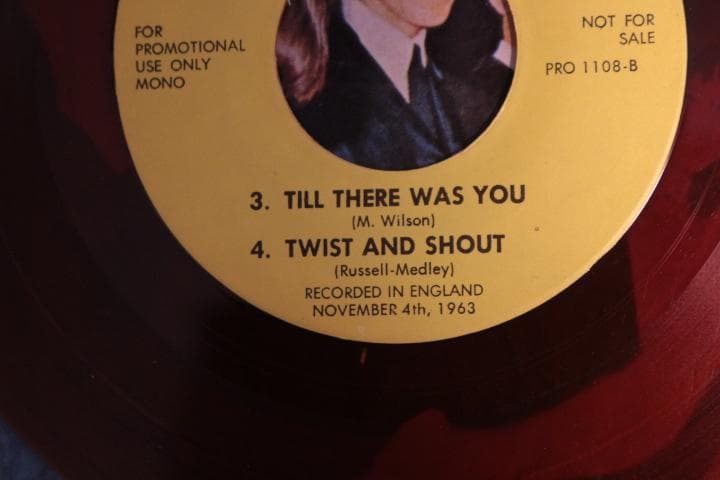 FOR
PROMOTIONAL
USE ONLY
MONO
NOT FOR
SALE
PRO 1108-B
3. TILL THERE WAS YOU
(M. Wilson)
4. TWIST AND SHOUT
(Russell-Medley)
RECORDED IN ENGLAND
NOVEMBER 4th, 1963